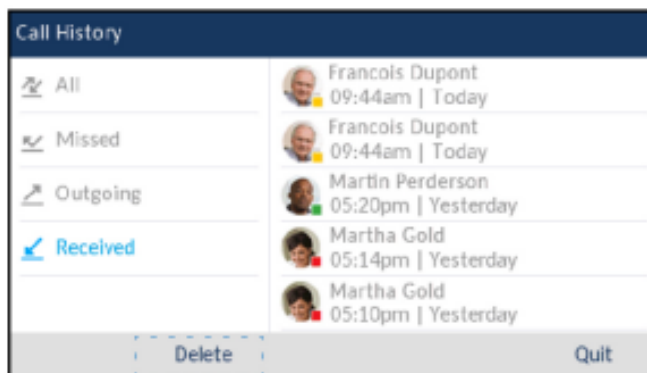 Call History
All
Missed
Outgoing
Received
Francois Dupont
09:44am | Today
Francois Dupont
09:44am | Today
Martin Perderson
05:20pm | Yesterday
Martha Gold
05:14pm | Yesterday
Martha Gold
05:10pm | Yesterday
Delete
Quit